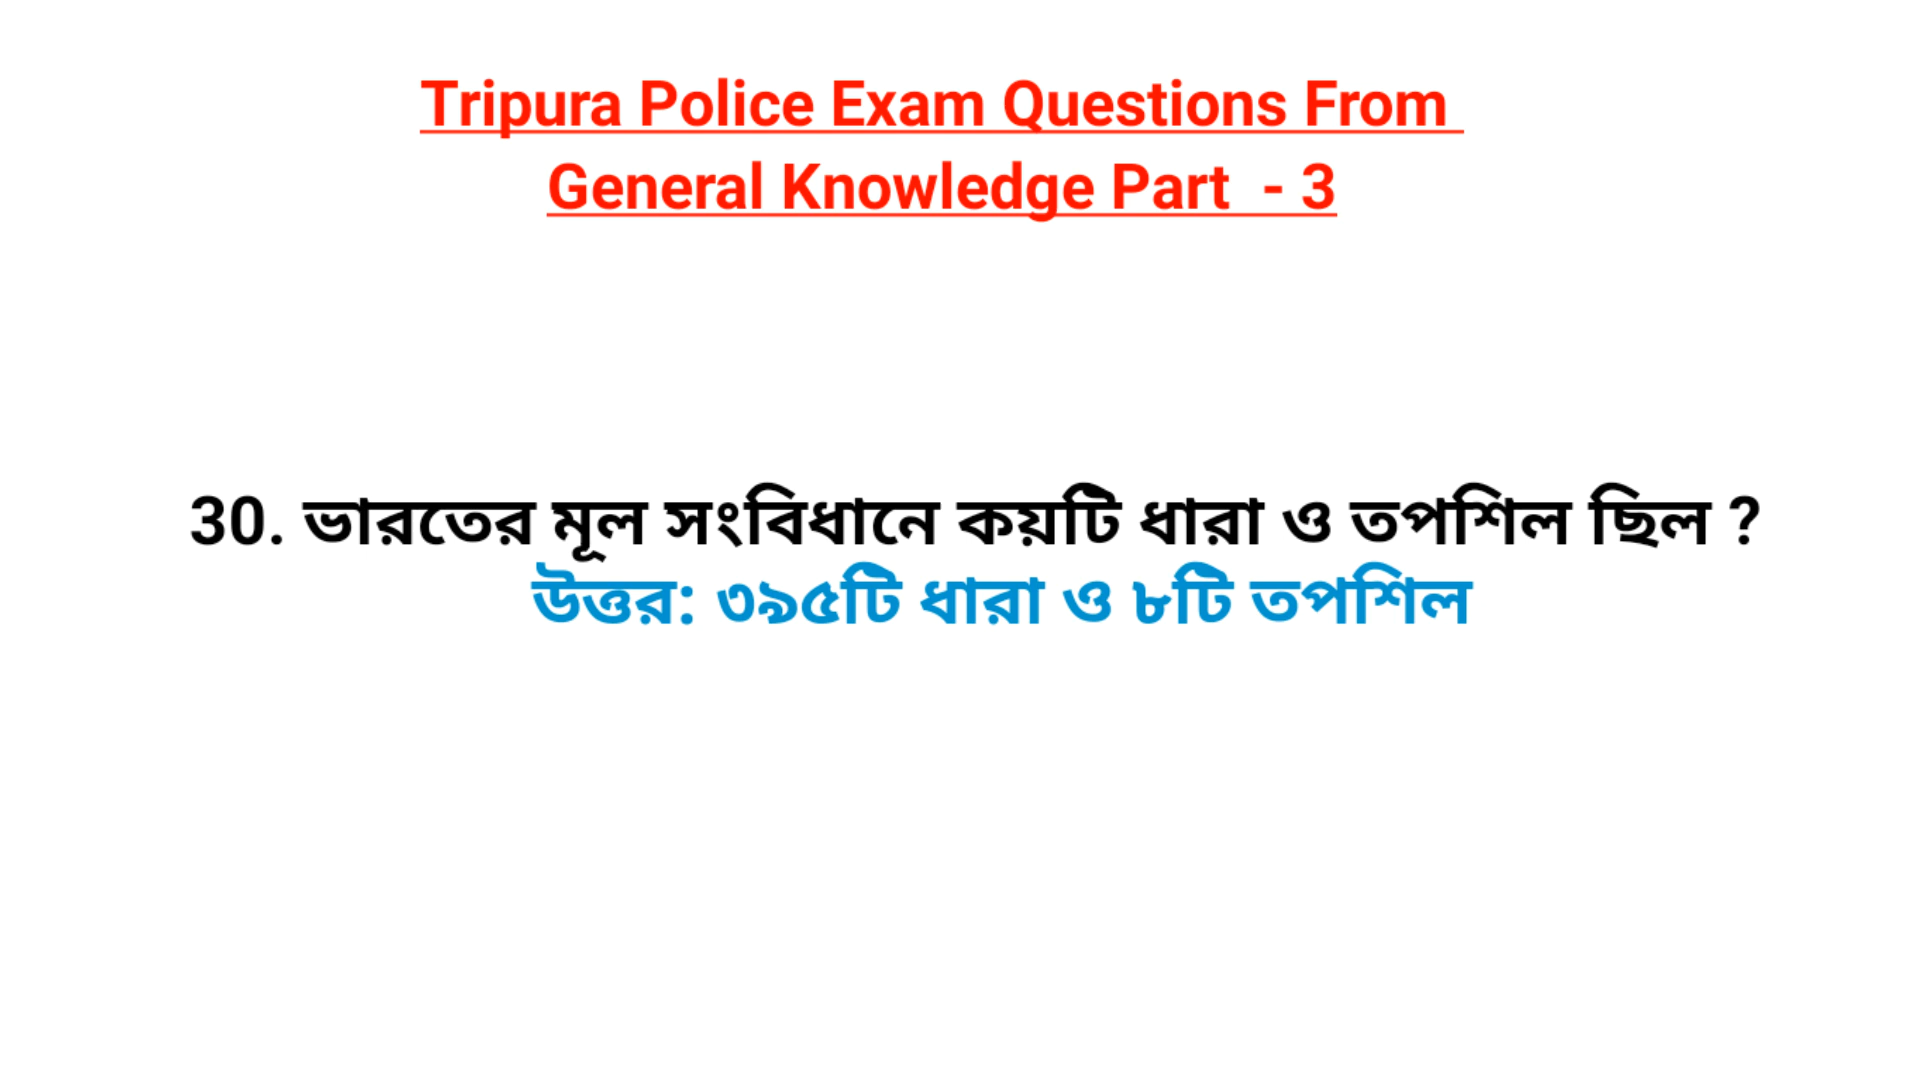 Tripura Police Exam Questions From
General Knowledge Part - 3
30. ভারতের মূল সংবিধানে কয়টি ধারা ও তপশিল ছিল ?
উত্তর: ৩৯৫টি ধারা ও ৮টি তপশিল